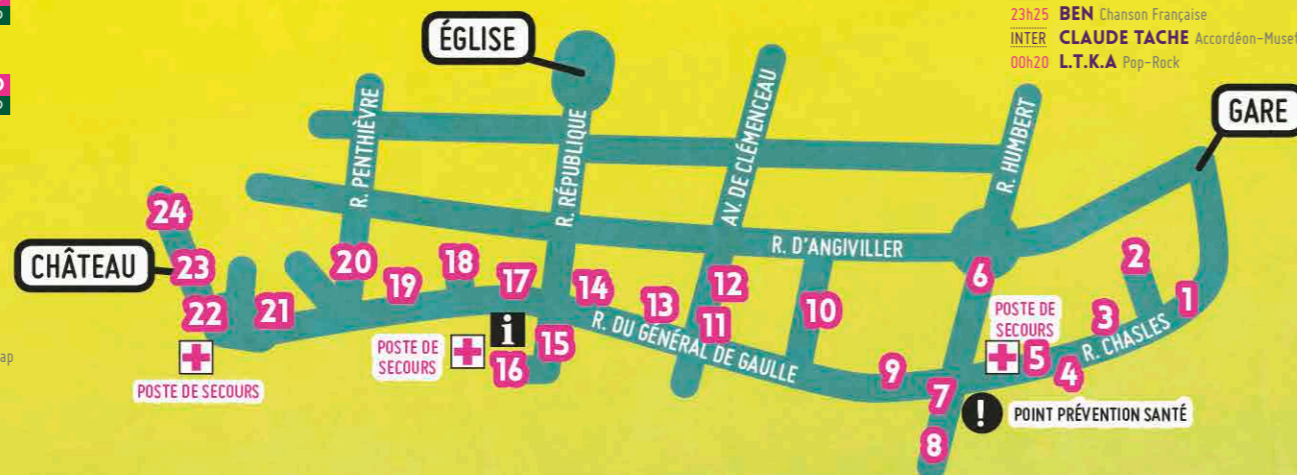 23h25 BEN Chanson Française
INTER CLAUDE TACHE
00h20 L.T.K.A Pop-Rock
ÉGLISE
GARE
CHÂTEAU
R. PENTHIÈVRE
R. RÉPUBLIQUE
AV. DE CLÉMENCEAU
R. HUMBERT
R. D'ANGIVILLER
R. DU GÉNÉRAL DE GAULLE
R. CHASLES
24
23
22
21
20
19
18
17
16
15
14
13
12
11
10
9
8
7
6
5
4
3
2
1
i
POSTE DE SECOURS
POSTE DE
SECOURS
POSTE DE
SECOURS
! POINT PRÉVENTION SANTÉ